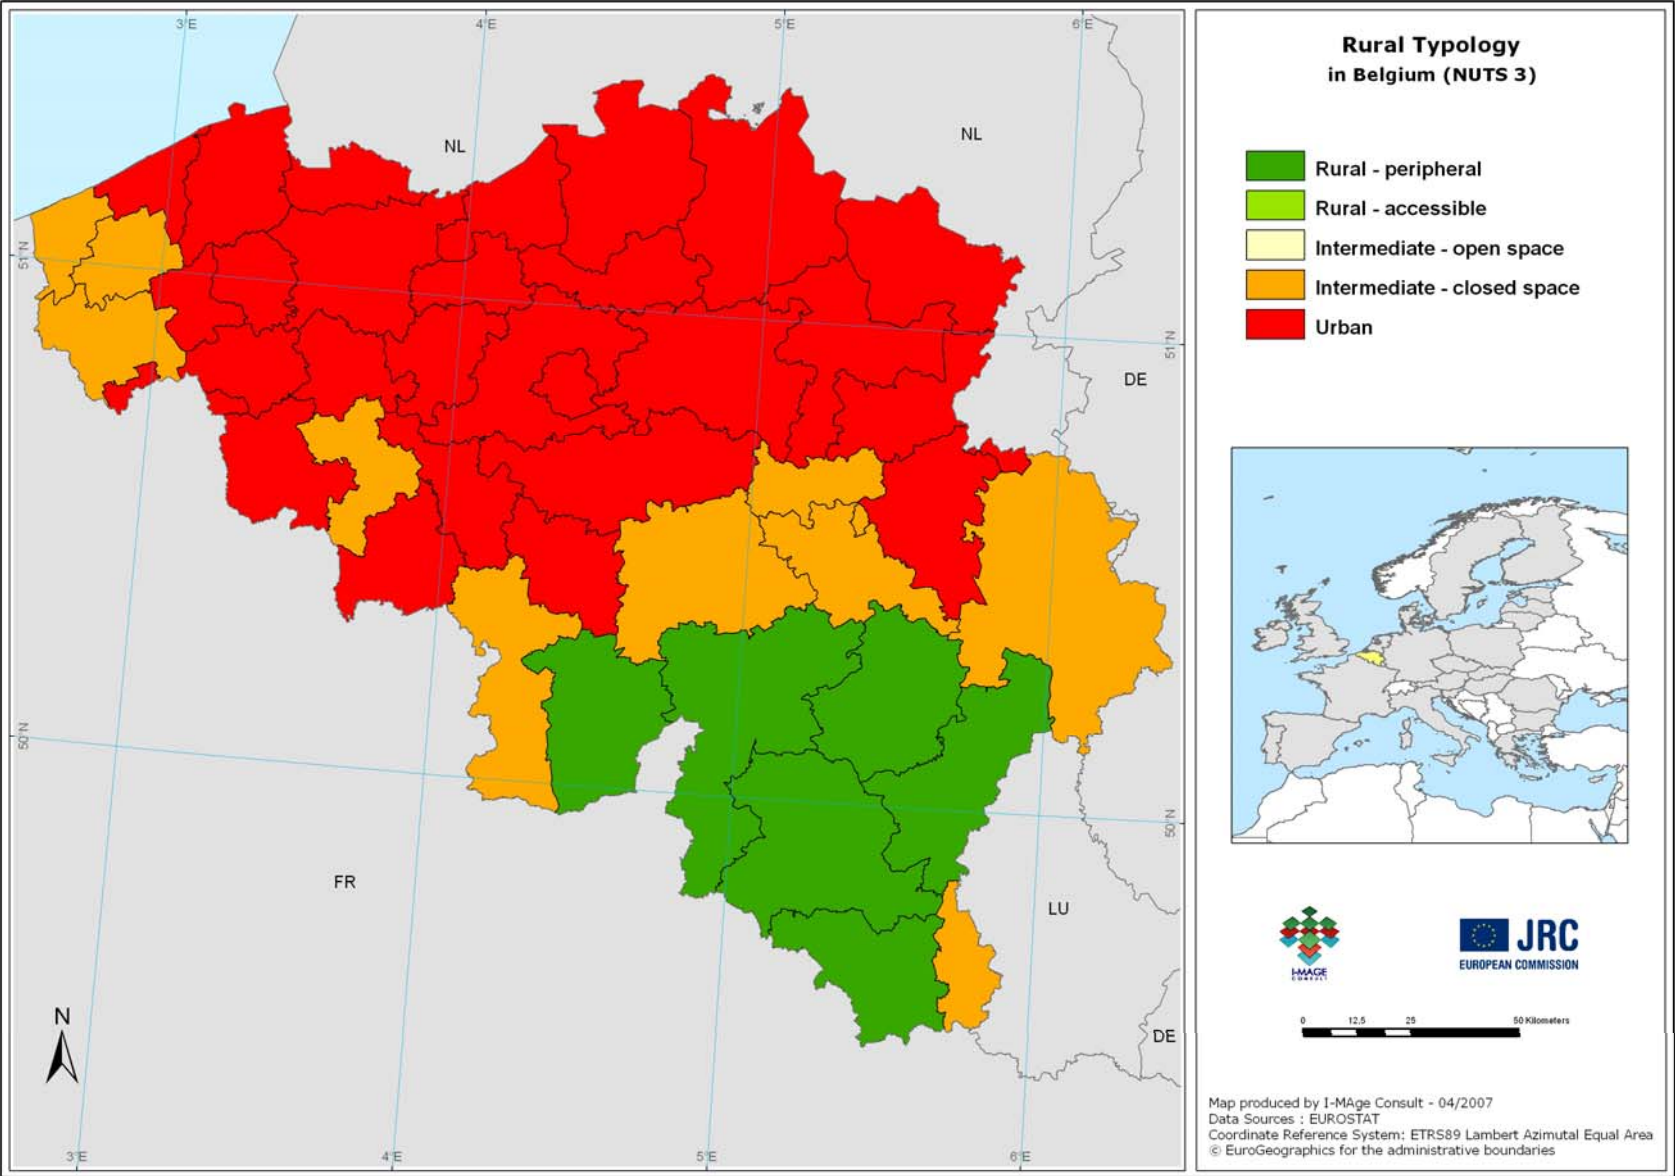 3°E
4°E
5°E
6°E
NL
NL
51°N
51°N
DE
50°N
50°N
FR
LU
DE
N
3°E
4°E
5°E
6°E
Rural Typology
in Belgium (NUTS 3)
Rural - peripheral
Rural - accessible
Intermediate - open space
Intermediate - closed space
Urban
I-MAGE
CONSULT
JRC
EUROPEAN COMMISSION
0 12,5 25 50 Kilometers
Map produced by I-MAge Consult - 04/2007
Data Sources : EUROSTAT
Coordinate Reference System: ETRS89 Lambert Azimutal Equal Area
© EuroGeographics for the administrative boundaries